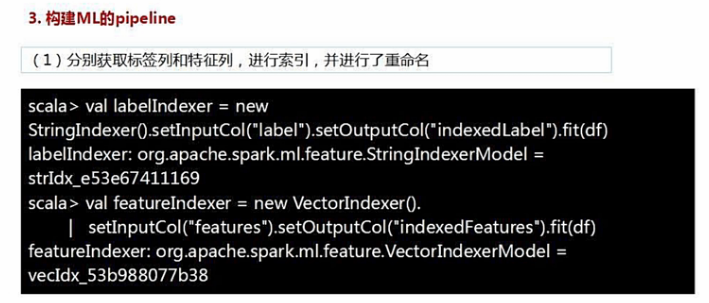 3. 构建ML的pipeline
（1）分别获取标签列和特征列，进行索引，并进行了重命名
scala> val labelIndexer = new
StringIndexer().setInputCol("label").setOutputCol("indexedLabel").fit(df)
labelIndexer: org.apache.spark.ml.feature.StringIndexerModel =
strIdx_e53e67411169
scala> val featureIndexer = new VectorIndexer().
| setInputCol("features").setOutputCol("indexedFeatures").fit(df)
featureIndexer: org.apache.spark.ml.feature.VectorIndexerModel =
vecIdx_53b988077b38